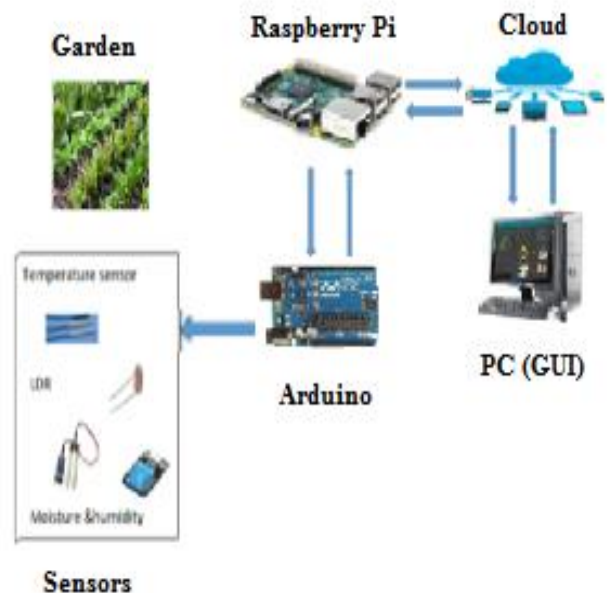 Garden
Raspberry Pi
Cloud
Temperature sensor
LDR
Moisture &humidity
Sensors
Arduino
PC (GUI)